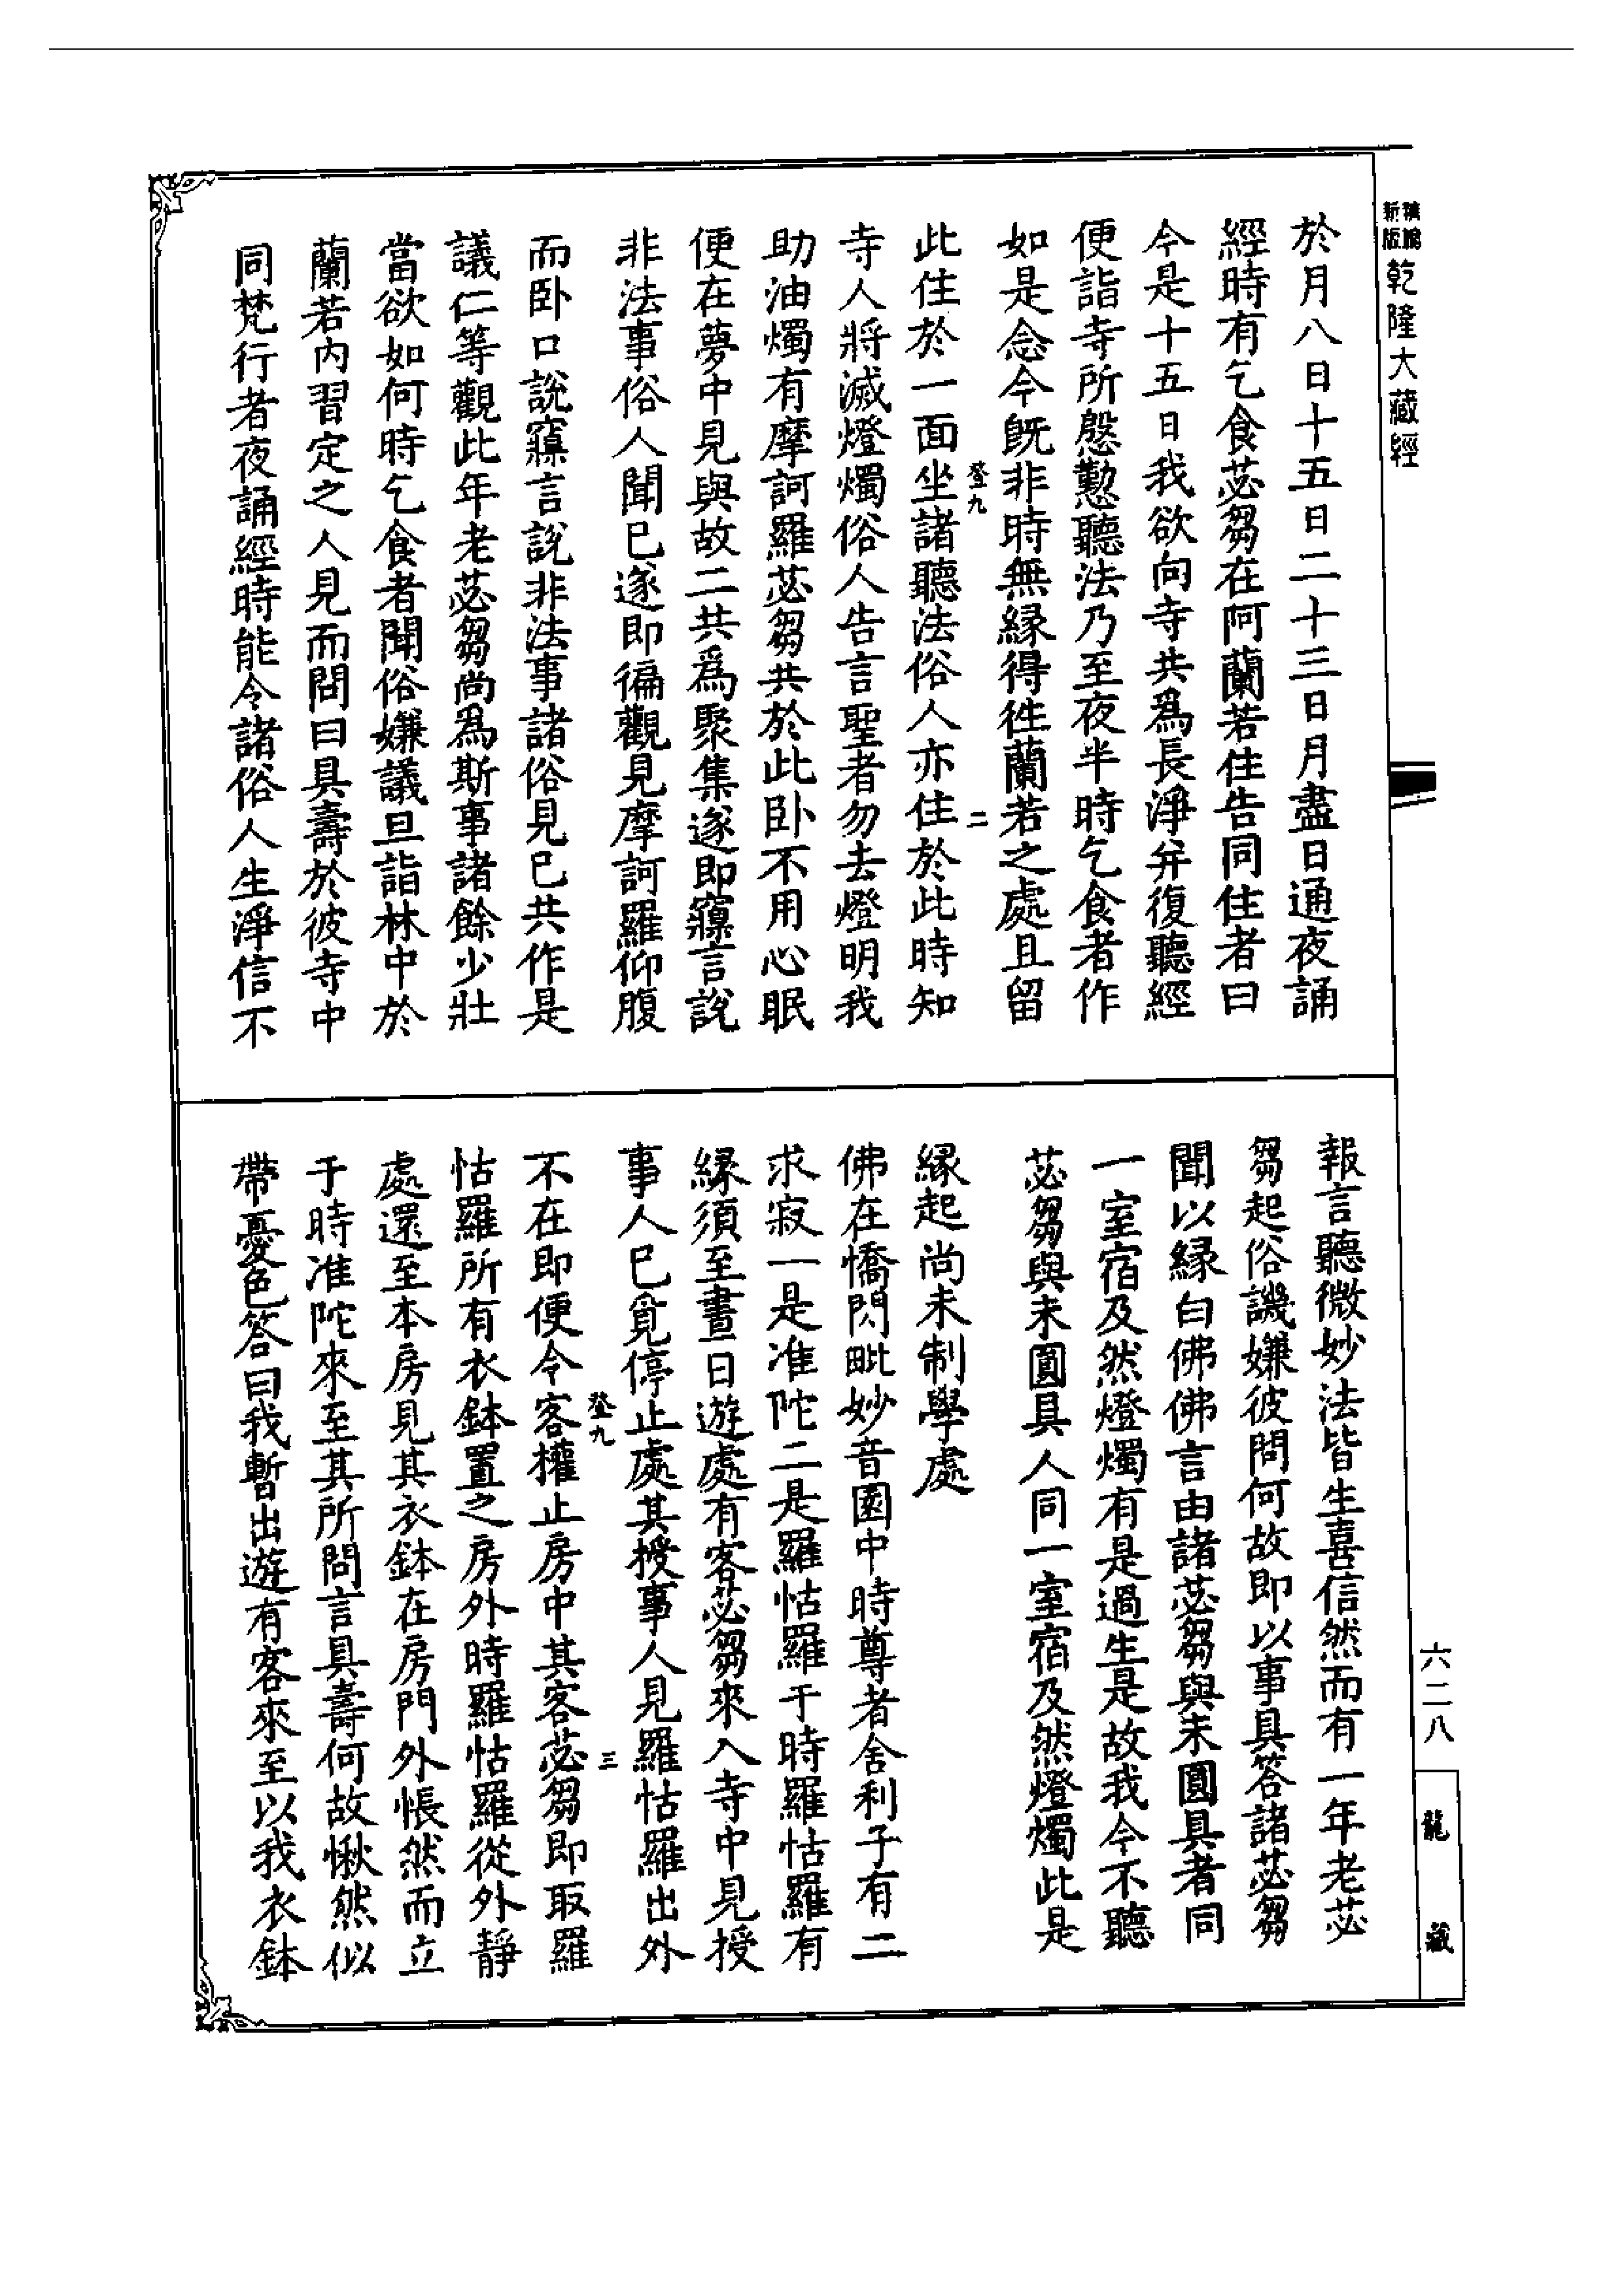 新版
精縮
乾隆大藏經
於月八日十五日二十三日月盡日通夜誦
經時有乞食苾芻在阿蘭若住告同住者曰
今是十五日我欲向寺共爲長淨并復聽經
便詣寺所慇懃聽法乃至夜半時乞食者作
如是念今既非時無緣得徃蘭若之處且留
登九
二
此住於一面坐諸聽法俗人亦住於此時知
寺人將滅燈燭俗人告言聖者勿去燈明我
助油燭有摩訶羅苾芻共於此卧不用心眠
便在夢中見與故二共爲聚集遂即寱言說
非法事俗人聞已遂即徧觀見摩訶羅仰腹
而卧口說寱言說非法事諸俗見已共作是
議仁等觀此年老苾芻尚爲斯事諸餘少壯
當欲如何時乞食者聞俗嫌議旦詣林中於
蘭若内習定之人見而問曰具壽於彼寺中
同梵行者夜誦經時能令諸俗人生淨信不
報言聽微妙法皆生喜信然而有一年老苾
芻起俗譏嫌彼問何故即以事具答諸苾芻
聞以縁白佛佛言由諸苾芻與未圓具者同
一室宿及然燈燭有是過生是故我今不聽
苾芻與未圓具人同一室宿及然燈燭此是
縁起尚未制學處
佛在憍閃毗妙音園中時尊者舍利子有二
求寂一是准陀二是羅怙羅于時羅怙羅有
緣須至晝日遊處有客苾芻來入寺中見授
事人已覓停止處其授事人見羅怙羅出外
登九
三
不在即便令客權止房中其客苾芻即取羅
怙羅所有衣鉢置之房外時羅怙羅從外靜
處還至本房見其衣鉢在房門外悵然而立
于時准陀來至其所問言具壽何故愀然似
帶憂色答曰我暫出遊有客來至以我衣鉢
六二八
龍藏